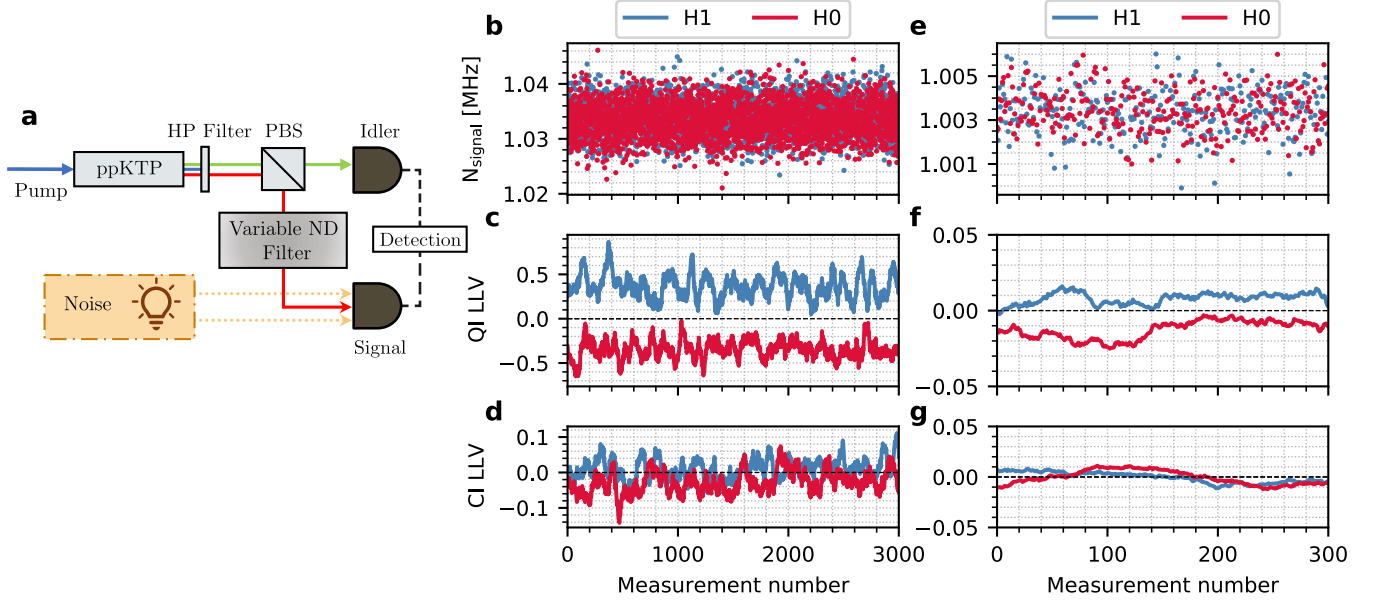 a
Pump
ppKTP
HP Filter
PBS
Idler
Variable ND
Filter
Detection
Noise
Signal
H1 H0
b
N_signal [MHz]
1.04
1.03
1.02
c
QI LLV
0.5
0.0
−0.5
d
CI LLV
0.1
0.0
−0.1
0 1000 2000 3000
Measurement number
H1 H0
e
1.005
1.003
1.001
f
0.05
0.00
−0.05
g
0.05
0.00
−0.05
0 100 200 300
Measurement number